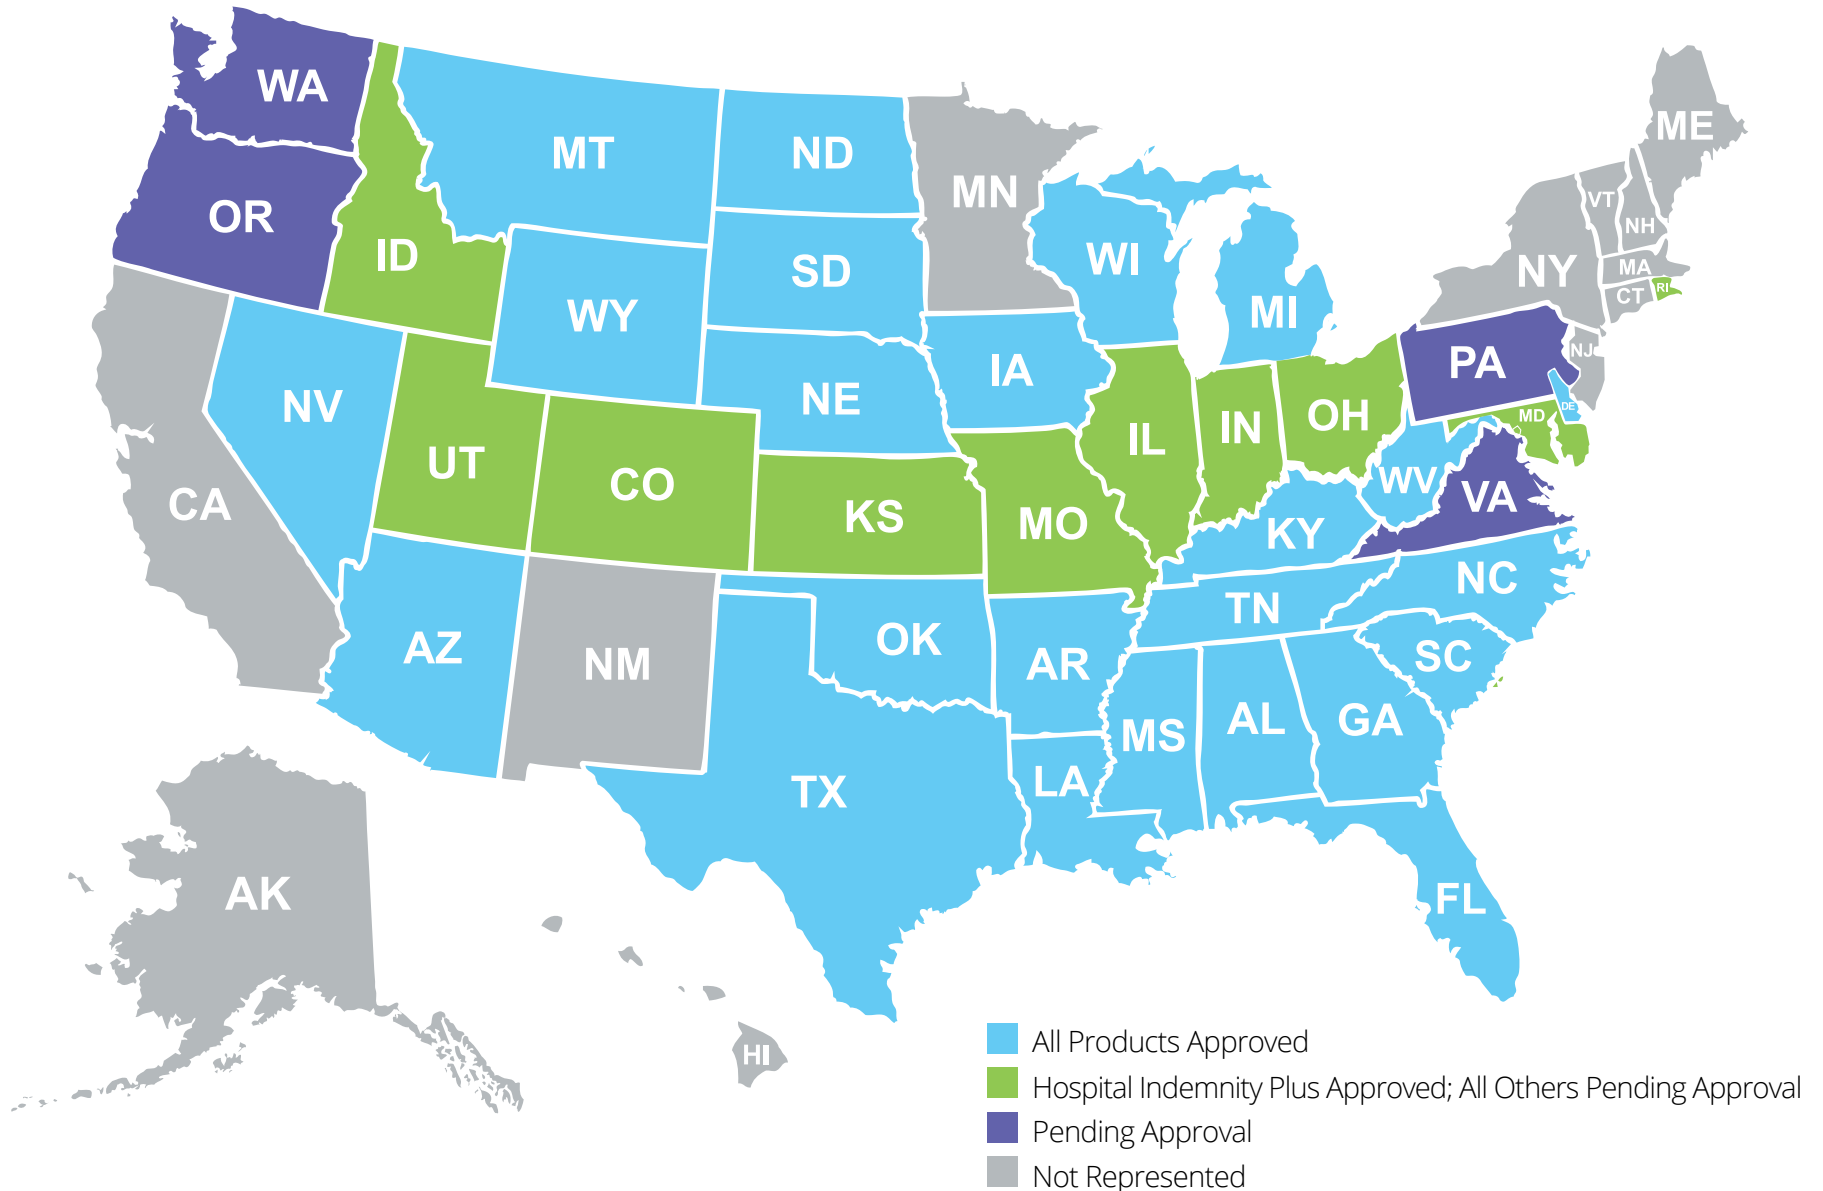 WA
MT
ND
MN
ME
OR
ID
SD
WI
VT
NH
NY
MA
WY
MI
CT
RI
NV
NE
IA
PA
NJ
UT
CO
IL
IN
OH
MD
DE
CA
KS
MO
WV
VA
KY
NC
AZ
NM
OK
AR
TN
SC
TX
LA
MS
AL
GA
AK
FL
HI
All Products Approved
Hospital Indemnity Plus Approved; All Others Pending Approval
Pending Approval
Not Represented